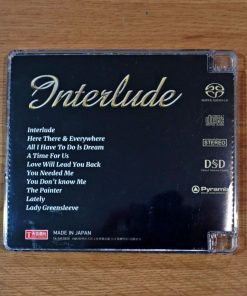 Interlude
Interlude
Here There & Everywhere
All I Have To Do Is Dream
A Time For Us
Love Will Lead You Back
You Needed Me
You Don't know Me
The Painter
Lately
Lady Greensleeve
STEREO
DSD
Pyramix
MADE IN JAPAN